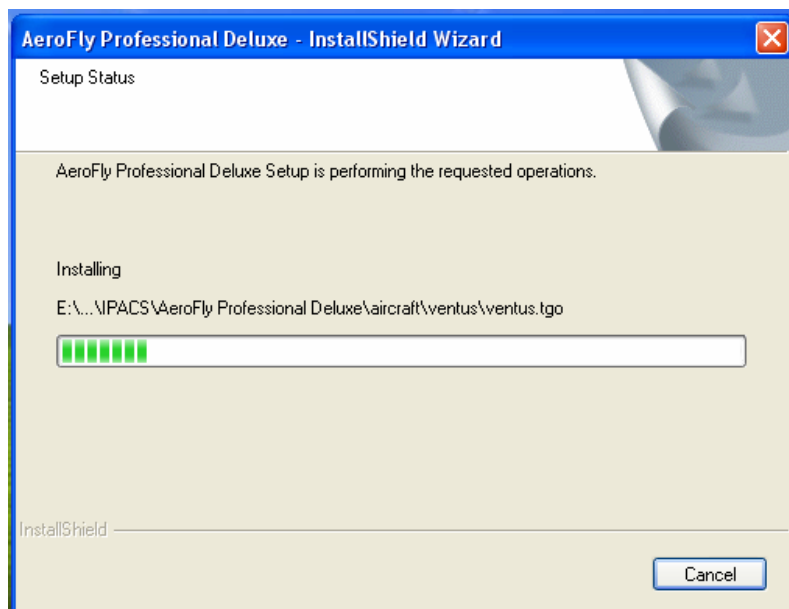 AeroFly Professional Deluxe - InstallShield Wizard
Setup Status
AeroFly Professional Deluxe Setup is performing the requested operations.
Installing
E:\...\IPACS\AeroFly Professional Deluxe\aircraft\ventus\ventus.tgo
InstallShield
Cancel